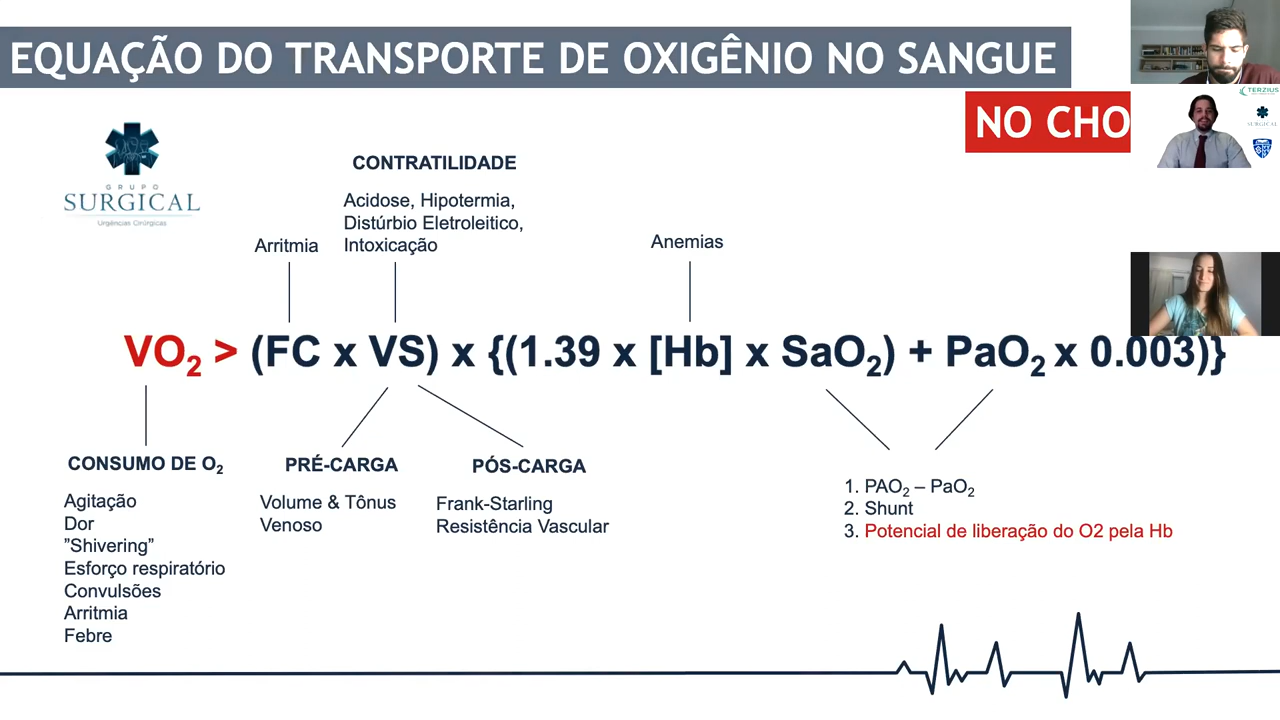 EQUAÇÃO DO TRANSPORTE DE OXIGÊNIO NO SANGUE
NO CHO
TERZIUS
SURGICAL
GRUPO
SURGICAL
Urgências Cirúrgicas
CONTRATILIDADE
Acidose, Hipotermia,
Distúrbio Eletroleitico,
Intoxicação
Arritmia
Anemias
VO₂ > (FC x VS) x {(1.39 x [Hb] x SaO₂) + PaO₂ x 0.003)}
CONSUMO DE O₂
Agitação
Dor
”Shivering”
Esforço respiratório
Convulsões
Arritmia
Febre
PRÉ-CARGA
Volume & Tônus
Venoso
PÓS-CARGA
Frank-Starling
Resistência Vascular
1. PAO₂ – PaO₂
2. Shunt
3. Potencial de liberação do O2 pela Hb